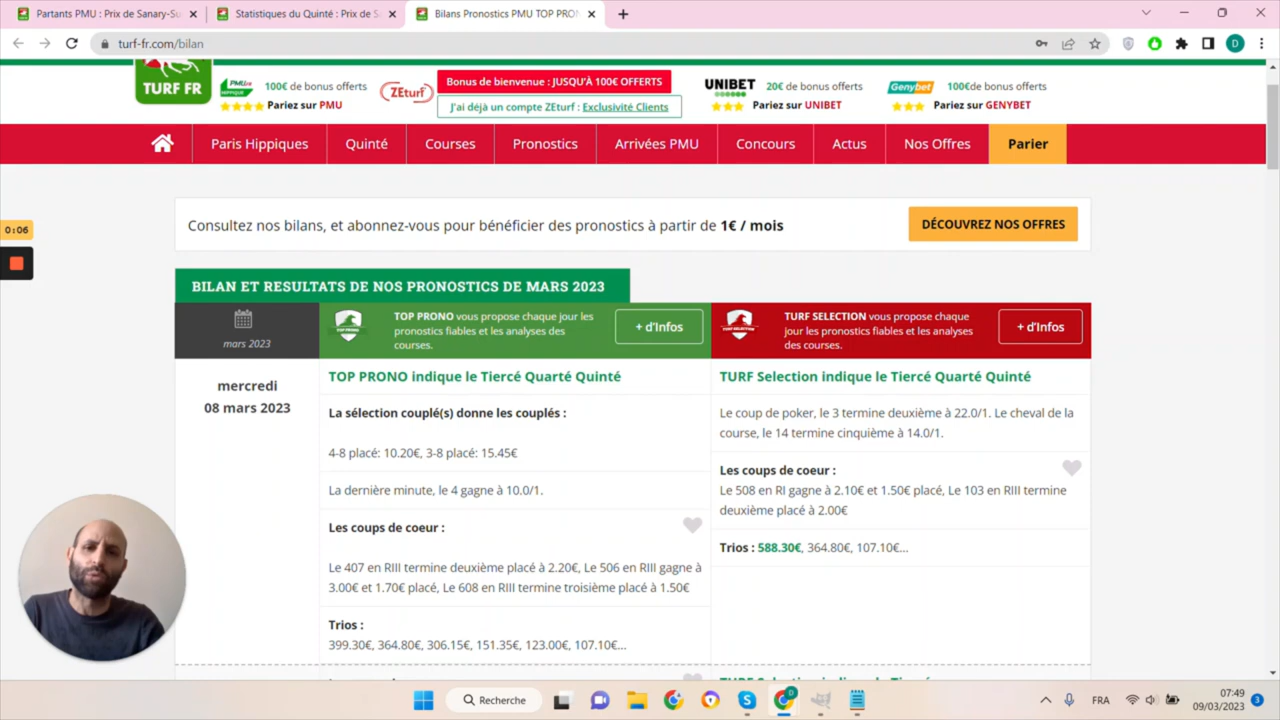 Partants PMU : Prix de Sanary-Su
Statistiques du Quinté : Prix de S
Bilans Pronostics PMU TOP PRON
turf-fr.com/bilan
D
TURF FR
PMU.fr
HIPPIQUE
100€ de bonus offerts
Pariez sur PMU
ZEturf
Bonus de bienvenue : JUSQU'À 100€ OFFERTS
J'ai déjà un compte ZEturf : Exclusivité Clients
UNIBET
20€ de bonus offerts
Pariez sur UNIBET
Genybet
100€de bonus offerts
Pariez sur GENYBET
Paris Hippiques
Quinté
Courses
Pronostics
Arrivées PMU
Concours
Actus
Nos Offres
Parier
0:06
Consultez nos bilans, et abonnez-vous pour bénéficier des pronostics à partir de 1€ / mois
DÉCOUVREZ NOS OFFRES
BILAN ET RESULTATS DE NOS PRONOSTICS DE MARS 2023
mars 2023
TOP PRONO
TOP PRONO vous propose chaque jour les
pronostics fiables et les analyses des
courses.
+ d'Infos
TURF SELECTION
TURF SELECTION vous propose chaque
jour les pronostics fiables et les analyses
des courses.
+ d'Infos
mercredi
08 mars 2023
TOP PRONO indique le Tiercé Quarté Quinté
La sélection couplé(s) donne les couplés :
4-8 placé: 10.20€, 3-8 placé: 15.45€
La dernière minute, le 4 gagne à 10.0/1.
Les coups de coeur :
Le 407 en RIII termine deuxième placé à 2.20€, Le 506 en RIII gagne à
3.00€ et 1.70€ placé, Le 608 en RIII termine troisième placé à 1.50€
Trios :
399.30€, 364.80€, 306.15€, 151.35€, 123.00€, 107.10€...
TURF Selection indique le Tiercé Quarté Quinté
Le coup de poker, le 3 termine deuxième à 22.0/1. Le cheval de la
course, le 14 termine cinquième à 14.0/1.
Les coups de coeur :
Le 508 en RI gagne à 2.10€ et 1.50€ placé, Le 103 en RIII termine
deuxième placé à 2.00€
Trios : 588.30€, 364.80€, 107.10€...
Recherche
D
FRA
07:49
09/03/2023
3